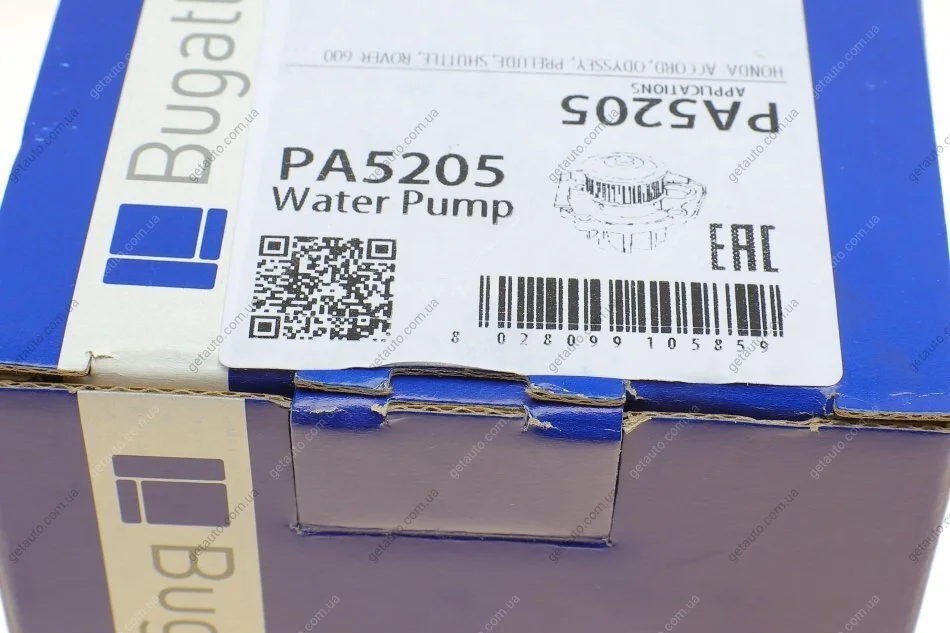 Bugatti
HONDA ACCORD, ODYSSEY, PRELUDE, SHUTTLE, ROVER 600
APPLICATIONS
PA5205
PA5205
Water Pump
EAC
8 028099 105859
Bug
getauto.com.ua